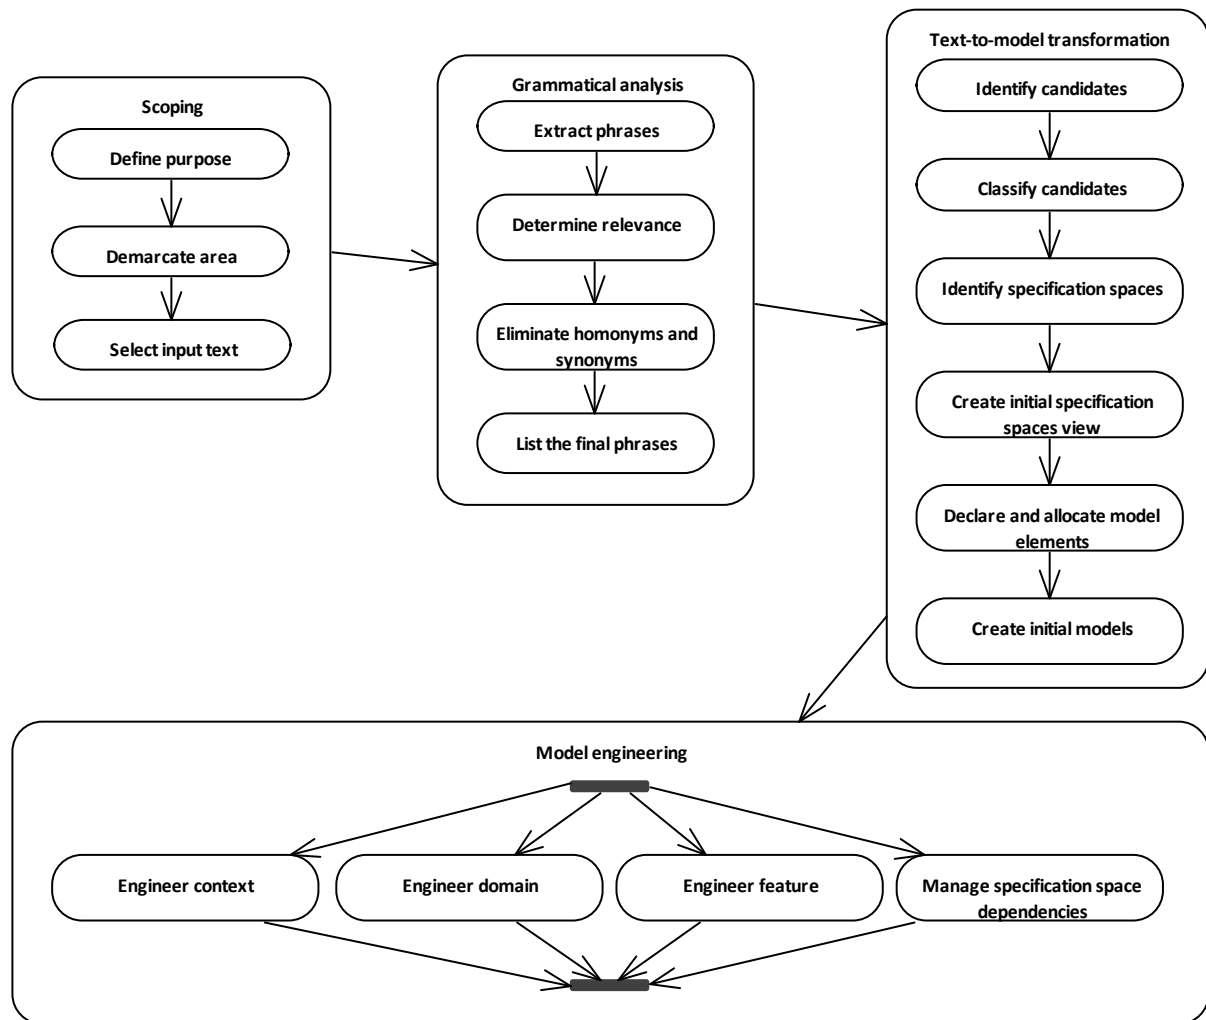 Scoping
Define purpose
Demarcate area
Select input text
Grammatical analysis
Extract phrases
Determine relevance
Eliminate homonyms and
synonyms
List the final phrases
Text-to-model transformation
Identify candidates
Classify candidates
Identify specification spaces
Create initial specification
spaces view
Declare and allocate model
elements
Create initial models
Model engineering
Engineer context
Engineer domain
Engineer feature
Manage specification space
dependencies